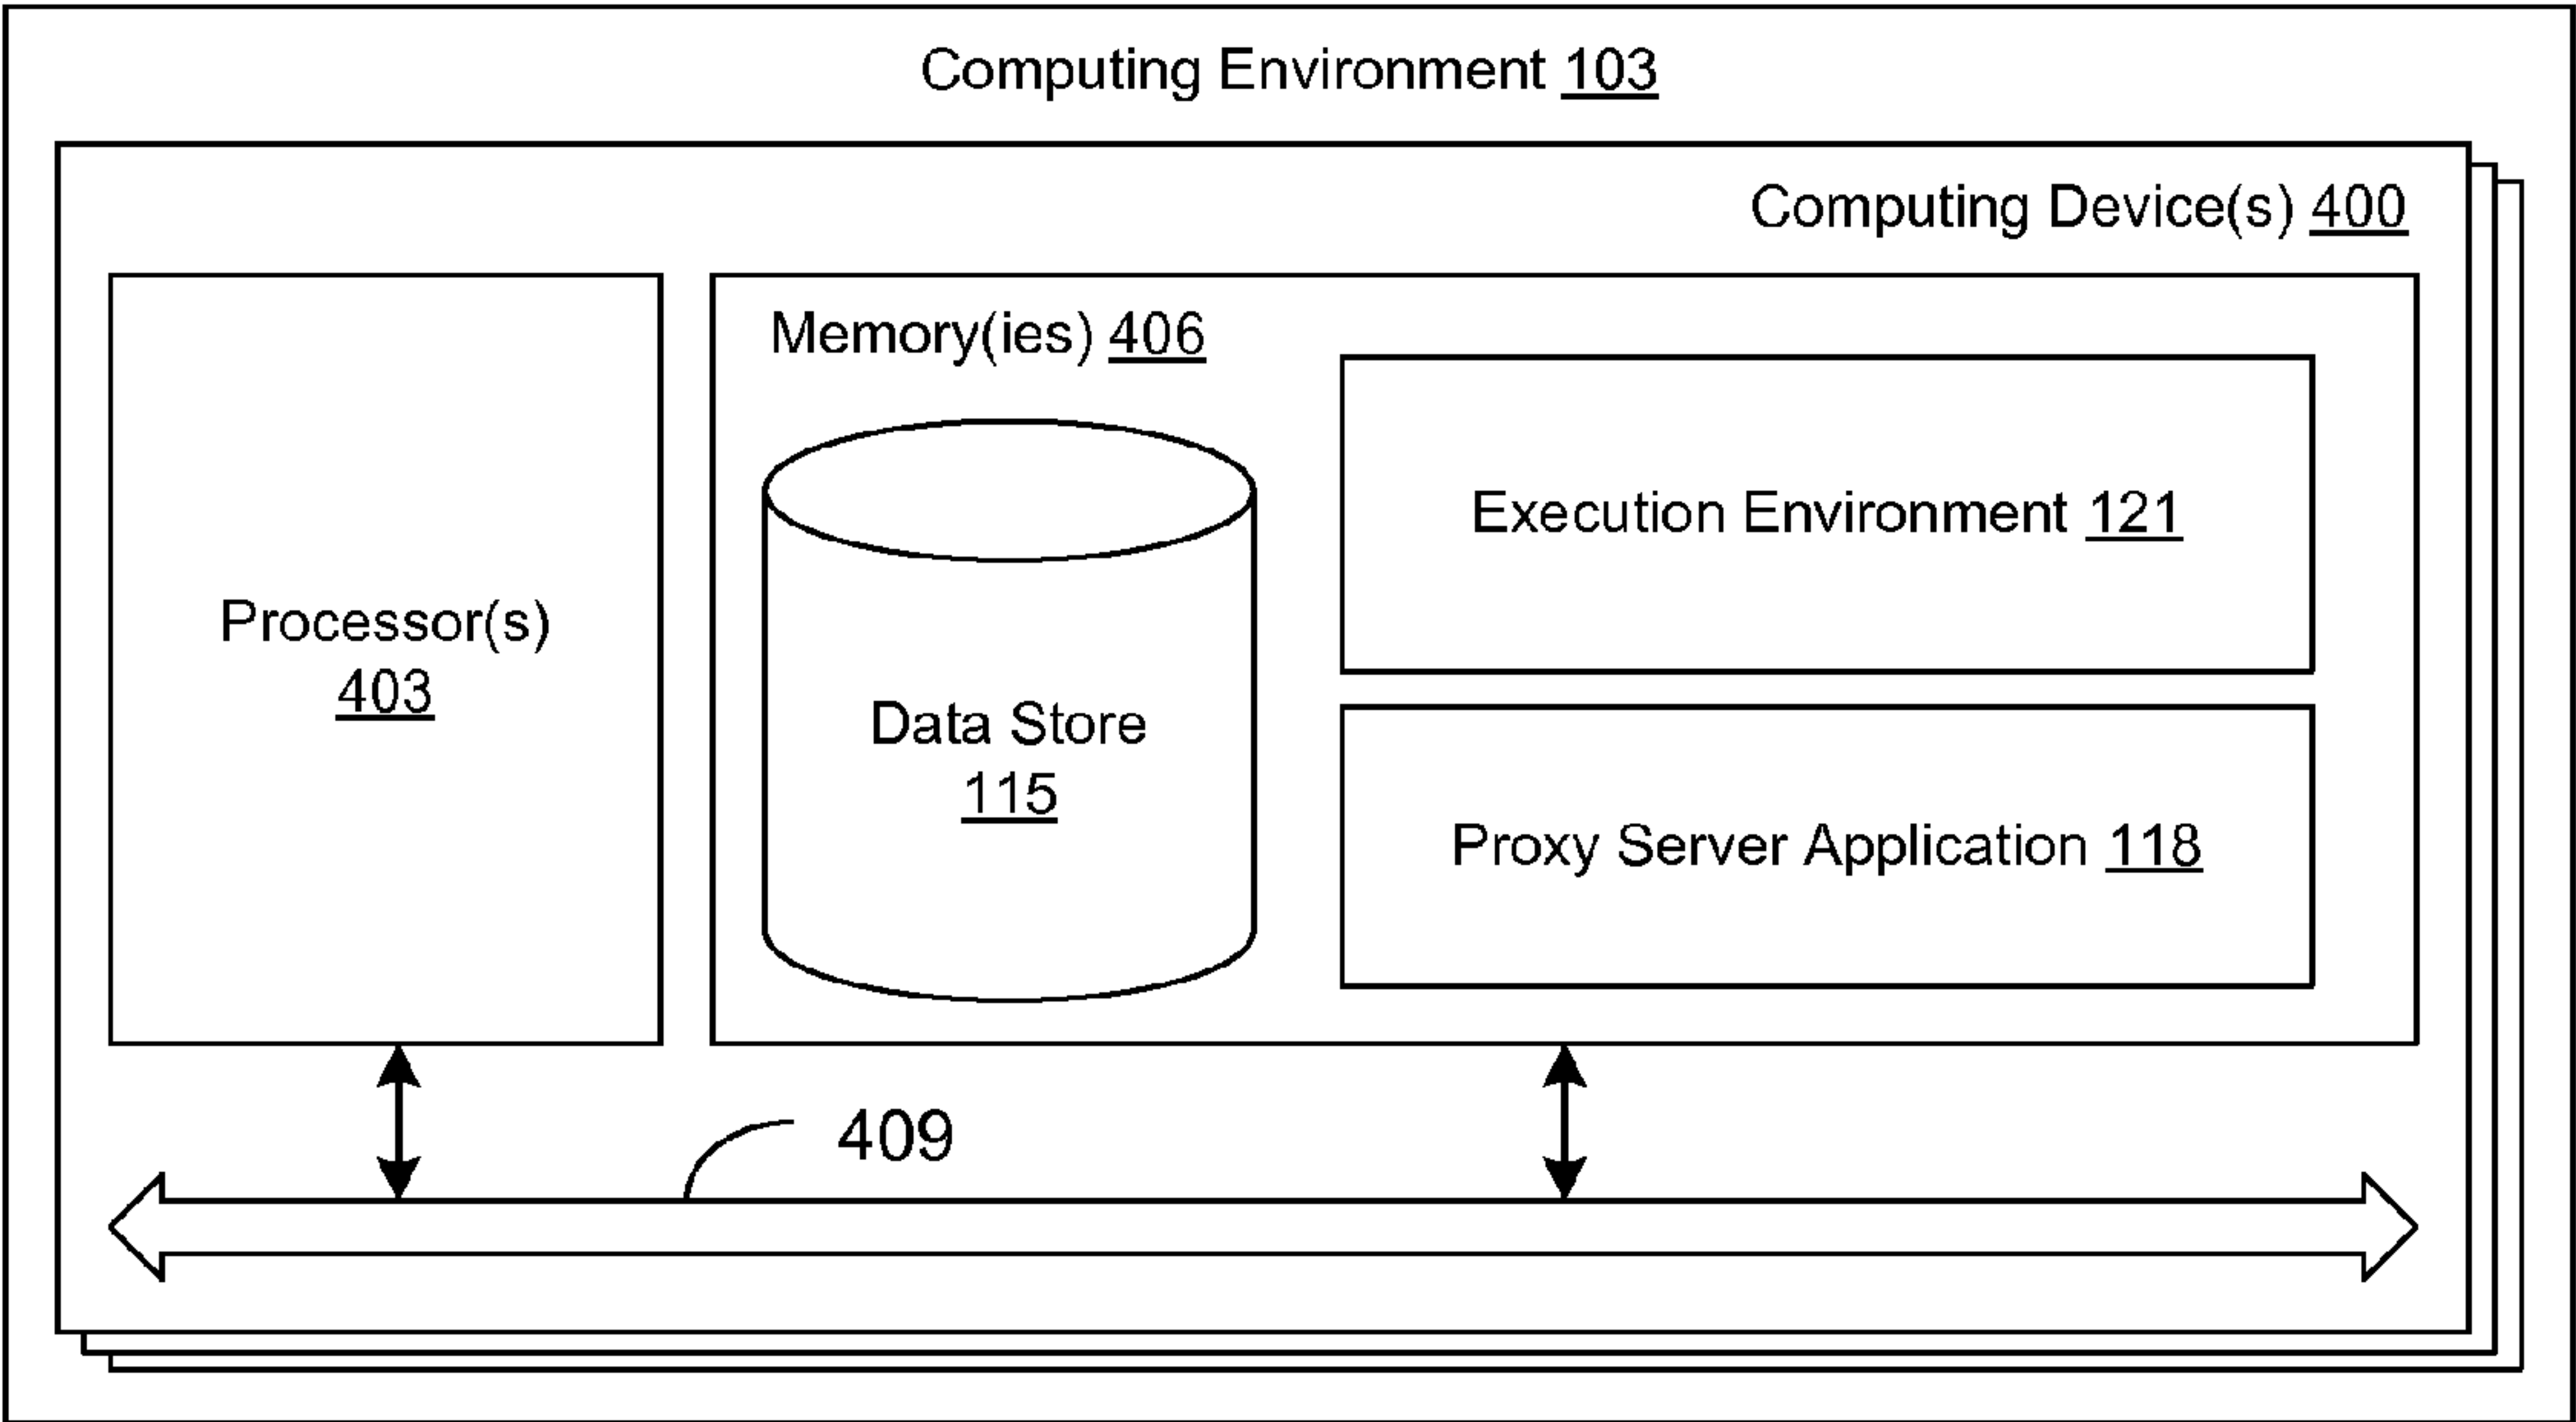 Computing Environment 103
Computing Device(s) 400
Memory(ies) 406
Execution Environment 121
Processor(s)
403
Data Store
115
Proxy Server Application 118
409